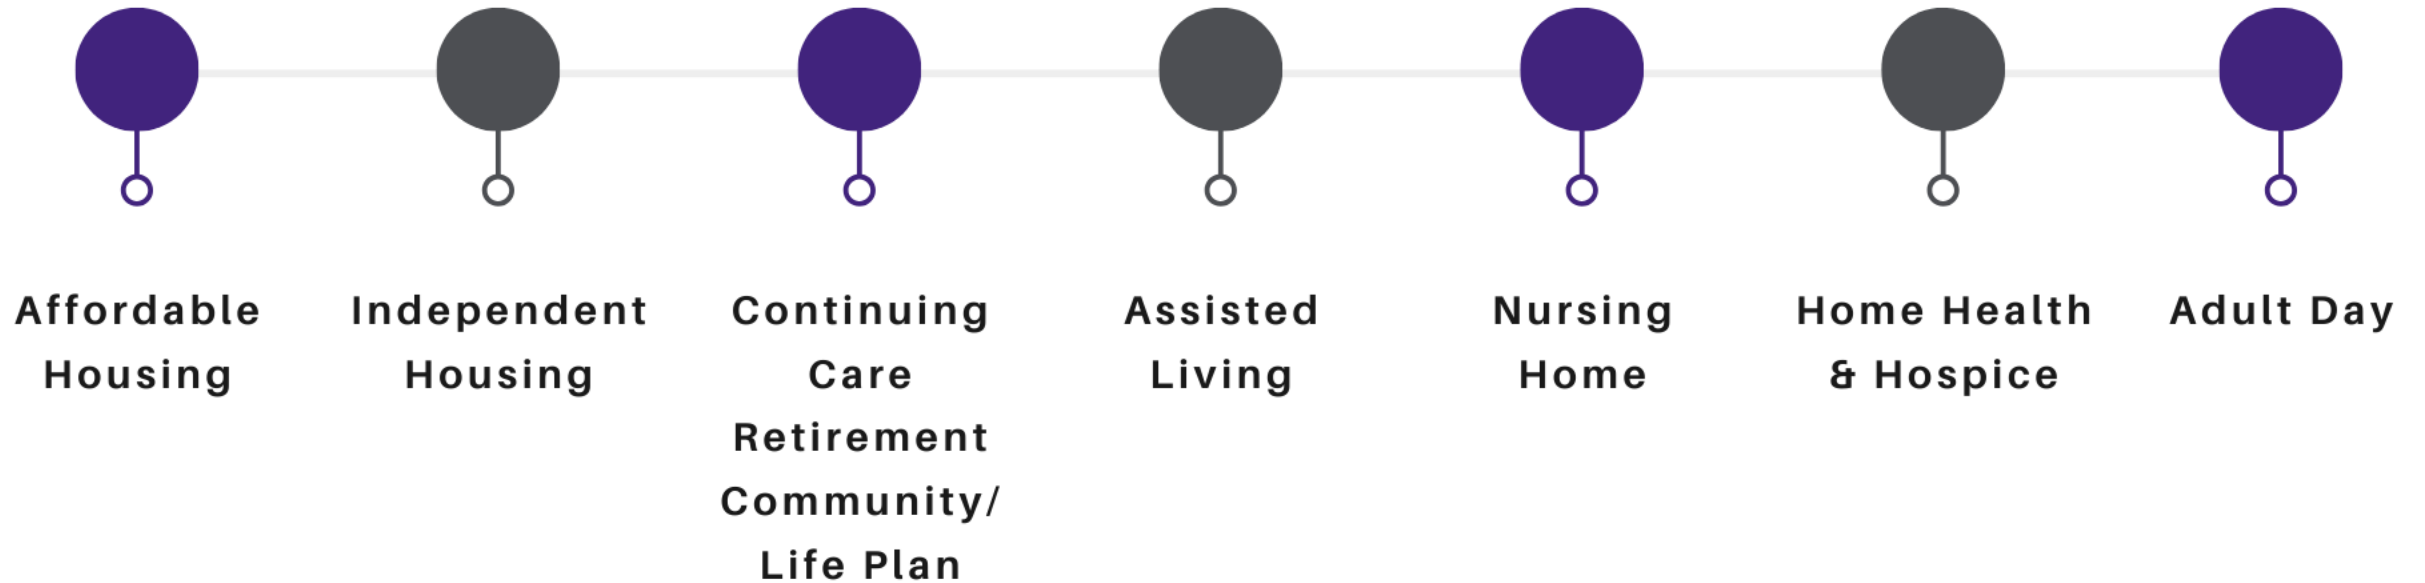 Affordable
Housing
Independent
Housing
Continuing
Care
Retirement
Community/
Life Plan
Assisted
Living
Nursing
Home
Home Health
& Hospice
Adult Day